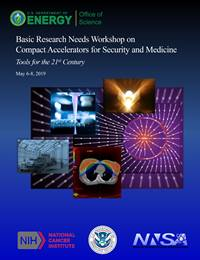 U.S. DEPARTMENT OF
ENERGY
Office of
Science
Basic Research Needs Workshop on
Compact Accelerators for Security and Medicine
Tools for the 21st Century
May 6-8, 2019
NIH
NATIONAL
CANCER
INSTITUTE
NNSA